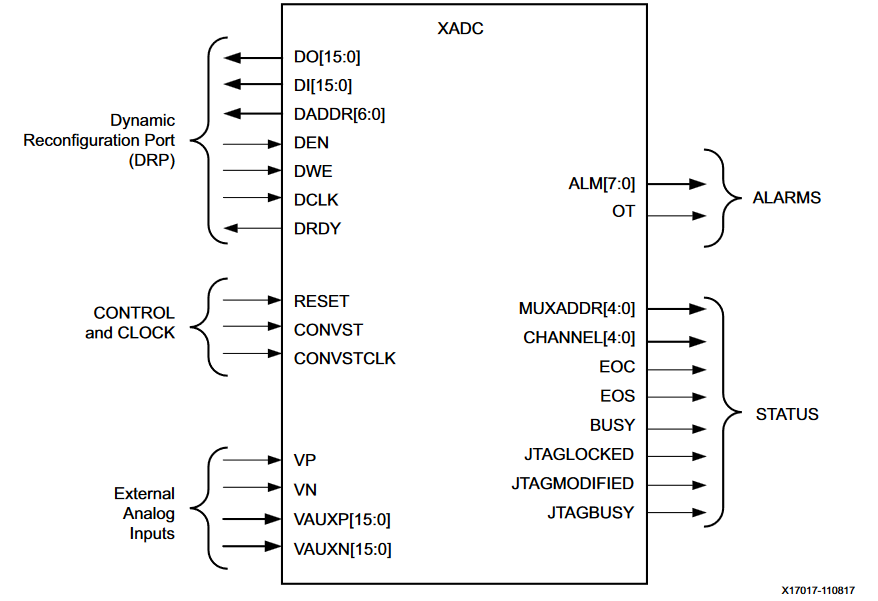 XADC
Dynamic
Reconfiguration Port
(DRP)
DO[15:0]
DI[15:0]
DADDR[6:0]
DEN
DWE
DCLK
DRDY
CONTROL
and CLOCK
RESET
CONVST
CONVSTCLK
External
Analog
Inputs
VP
VN
VAUXP[15:0]
VAUXN[15:0]
ALM[7:0]
OT
ALARMS
MUXADDR[4:0]
CHANNEL[4:0]
EOC
EOS
BUSY
JTAGLOCKED
JTAGMODIFIED
JTAGBUSY
STATUS
X17017-110817